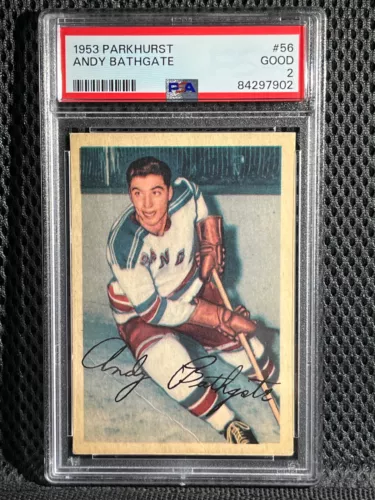 1953 PARKHURST #56
ANDY BATHGATE GOOD
2
PSA 84297902
Andy Bathgate